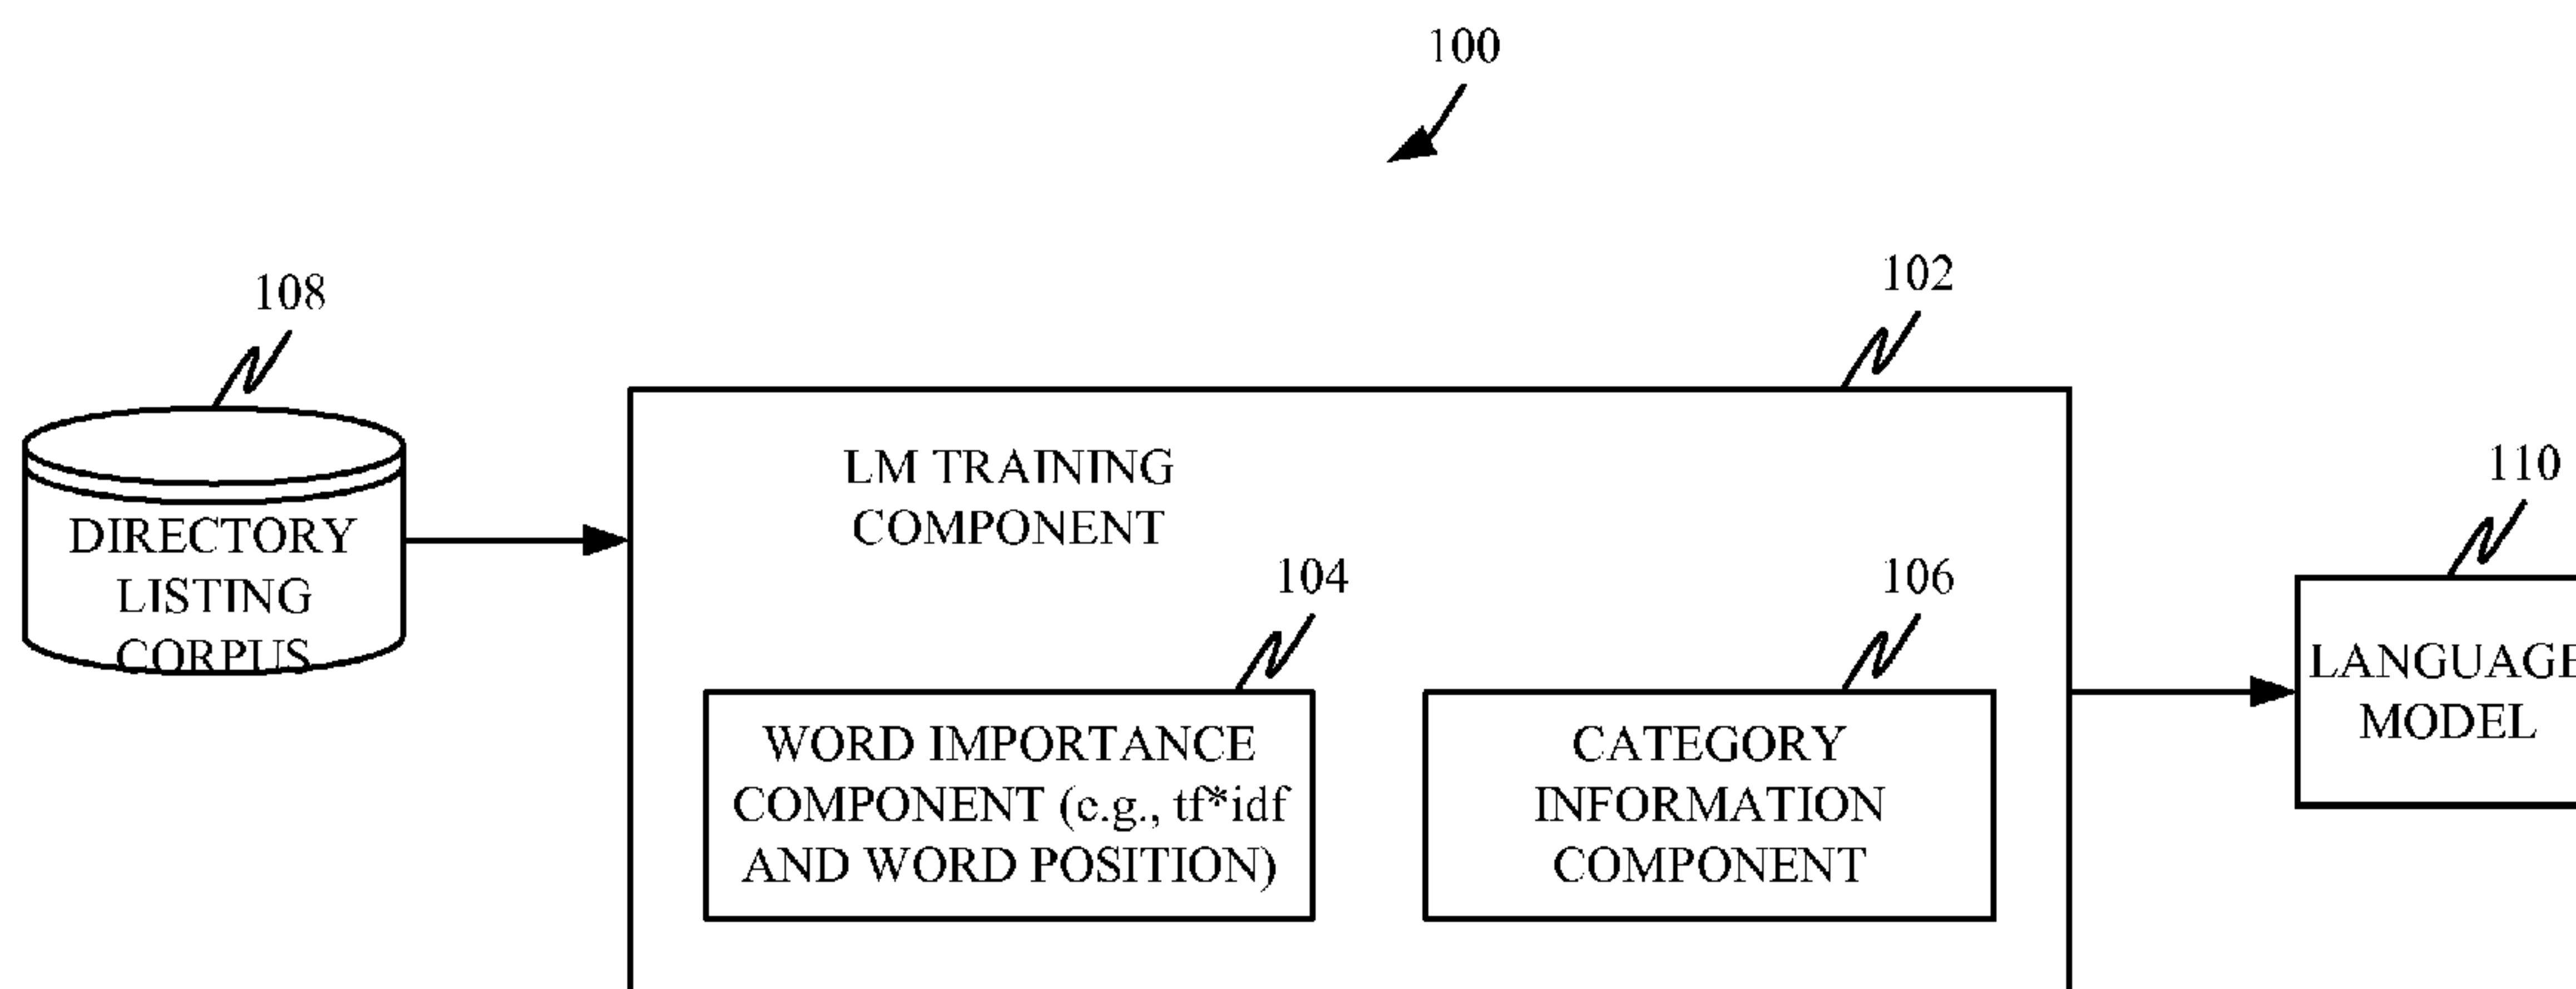 100
108
102
LM TRAINING
COMPONENT
110
DIRECTORY
LISTING
CORPUS
104
106
LANGUAGE
MODEL
WORD IMPORTANCE
COMPONENT (e.g., tf*idf
AND WORD POSITION)
CATEGORY
INFORMATION
COMPONENT